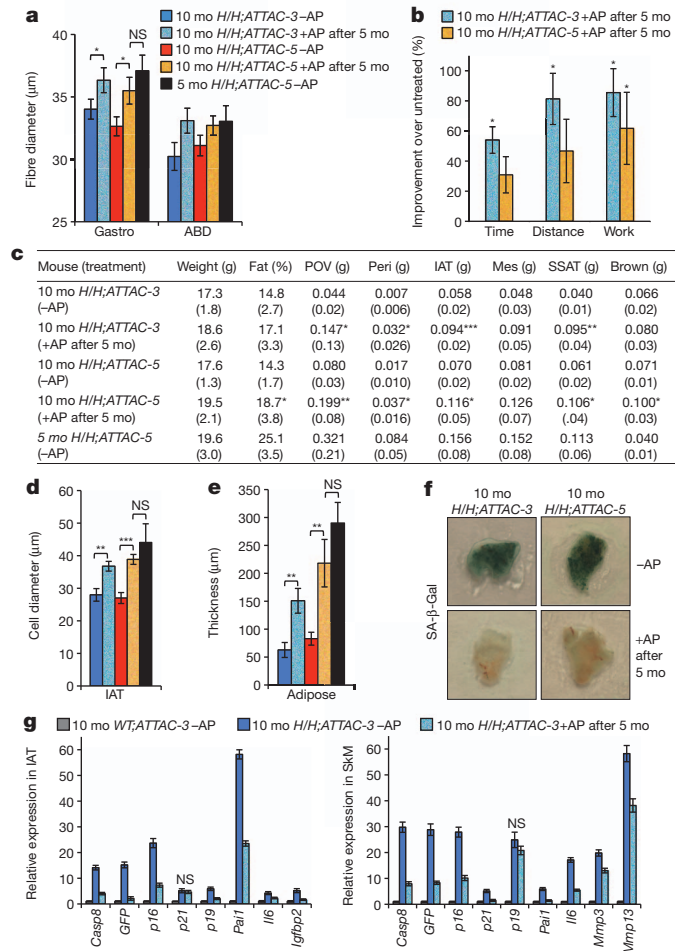 a
10 mo H/H;ATTAC-3 –AP
10 mo H/H;ATTAC-3+AP after 5 mo
10 mo H/H;ATTAC-5–AP
10 mo H/H;ATTAC-5 +AP after 5 mo
5 mo H/H;ATTAC-5–AP
Fibre diameter (μm)
40
35
30
25
* * NS
Gastro ABD
b
10 mo H/H;ATTAC-3+AP after 5 mo
10 mo H/H;ATTAC-5+AP after 5 mo
Improvement over untreated (%)
100
80
60
40
20
0
* * * *
Time Distance Work
c
Mouse (treatment) Weight (g) Fat (%) POV (g) Peri (g) IAT (g) Mes (g) SSAT (g) Brown (g)
10 mo H/H;ATTAC-3 17.3 14.8 0.044 0.007 0.058 0.048 0.040 0.066
(–AP) (1.8) (2.7) (0.02) (0.006) (0.02) (0.03) (0.01) (0.02)
10 mo H/H;ATTAC-3 18.6 17.1 0.147* 0.032* 0.094*** 0.091 0.095** 0.080
(+AP after 5 mo) (2.6) (3.3) (0.13) (0.026) (0.02) (0.05) (0.04) (0.03)
10 mo H/H;ATTAC-5 17.6 14.3 0.080 0.017 0.070 0.081 0.061 0.071
(–AP) (1.3) (1.7) (0.03) (0.010) (0.02) (0.02) (0.02) (0.01)
10 mo H/H;ATTAC-5 19.5 18.7* 0.199** 0.037* 0.116* 0.126 0.106* 0.100*
(+AP after 5 mo) (2.1) (3.8) (0.08) (0.016) (0.05) (0.07) (.04) (0.03)
5 mo H/H;ATTAC-5 19.6 25.1 0.321 0.084 0.156 0.152 0.113 0.040
(–AP) (3.0) (3.5) (0.21) (0.05) (0.08) (0.08) (0.06) (0.01)
d
Cell diameter (μm)
60
50
40
30
20
10
0
** *** NS
IAT
e
Thickness (μm)
350
300
250
200
150
100
50
0
** ** NS
Adipose
f
10 mo H/H;ATTAC-3
10 mo H/H;ATTAC-5
SA-β-Gal
–AP
+AP after 5 mo
g
10 mo WT;ATTAC-3 –AP
10 mo H/H;ATTAC-3 –AP
10 mo H/H;ATTAC-3+AP after 5 mo
Relative expression in IAT
60
50
40
30
20
10
0
NS
Casp8 GFP p16 p21 p19 Pai1 Il6 Igfbp2
Relative expression in SkM
60
50
40
30
20
10
0
NS
Casp8 GFP p16 p21 p19 Pai1 Il6 Mmp3 Mmp13